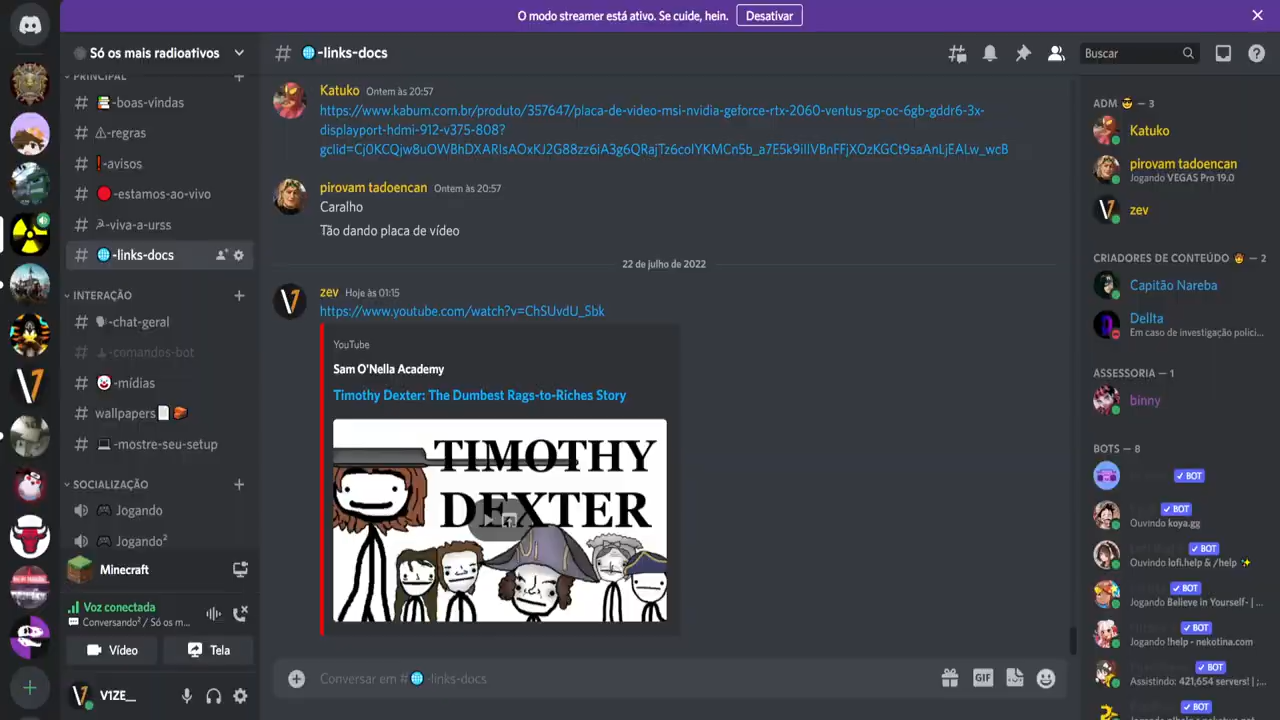 O modo streamer está ativo. Se cuide, hein.
Desativar
Só os mais radioativos
PRINCIPAL
-boas-vindas
-regras
-avisos
-estamos-ao-vivo
-viva-a-urss
-links-docs
INTERAÇÃO
-chat-geral
-comandos-bot
-mídias
wallpapers
-mostre-seu-setup
SOCIALIZAÇÃO
Jogando
Jogando²
Minecraft
Voz conectada
Conversando² / Só os m...
Vídeo
Tela
V1ZE__
-links-docs
Buscar
Katuko Ontem às 20:57
https://www.kabum.com.br/produto/357647/placa-de-video-msi-nvidia-geforce-rtx-2060-ventus-gp-oc-6gb-gddr6-3x-
displayport-hdmi-912-v375-808?
pirovam tadoencan Ontem às 20:57
Caralho
Tão dando placa de vídeo
22 de julho de 2022
zev Hoje às 01:15
https://www.youtube.com/watch?v=ChSUvdU_Sbk
YouTube
Sam O'Nella Academy
Timothy Dexter: The Dumbest Rags-to-Riches Story
TIMOTHY
DEXTER
Conversar em # -links-docs
GIF
ADM — 3
Katuko
pirovam tadoencan
Jogando VEGAS Pro 19.0
zev
CRIADORES DE CONTEÚDO — 2
Capitão Nareba
Dellta
Em caso de investigação polici...
ASSESSORIA — 1
binny
BOTS — 8
BOT
BOT
Ouvindo koya.gg
BOT
Ouvindo lofi.help & /help
BOT
Jogando Believe in Yourself- | ...
BOT
Jogando !help - nekotina.com
BOT
Assistindo: 421,654 servers! | ;...
BOT